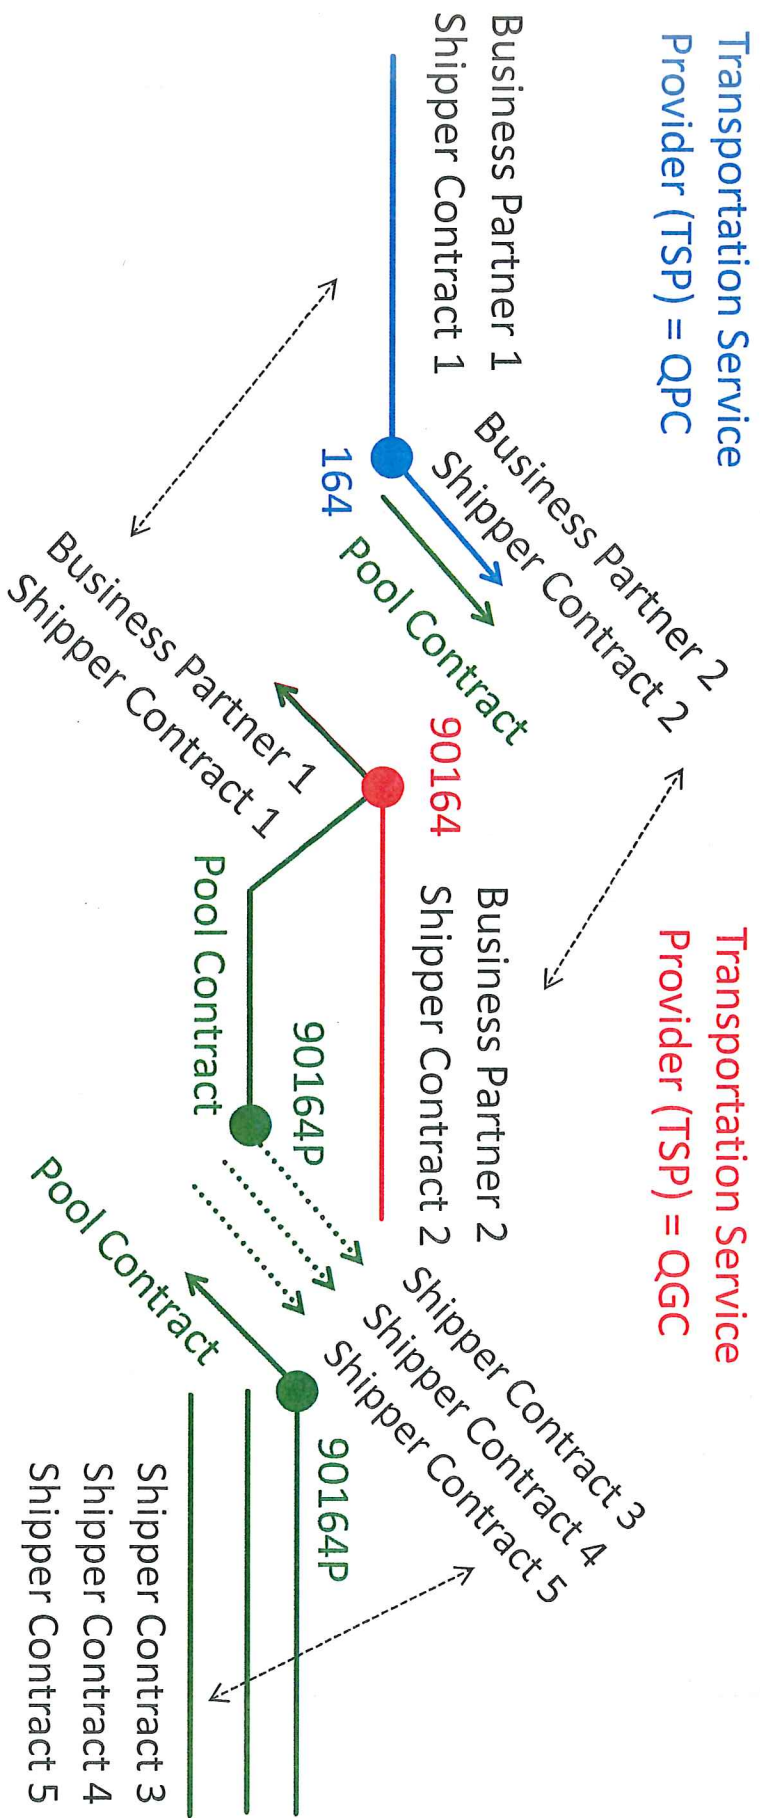 Transportation Service
Provider (TSP) = QPC
Business Partner 1
Shipper Contract 1
164
Business Partner 2
Shipper Contract 2
Pool Contract
Business Partner 1
Shipper Contract 1
Transportation Service
Provider (TSP) = QGC
90164
Business Partner 2
Shipper Contract 2
Pool Contract
90164P
Shipper Contract 3
Shipper Contract 4
Shipper Contract 5
Pool Contract
90164P
Shipper Contract 3
Shipper Contract 4
Shipper Contract 5